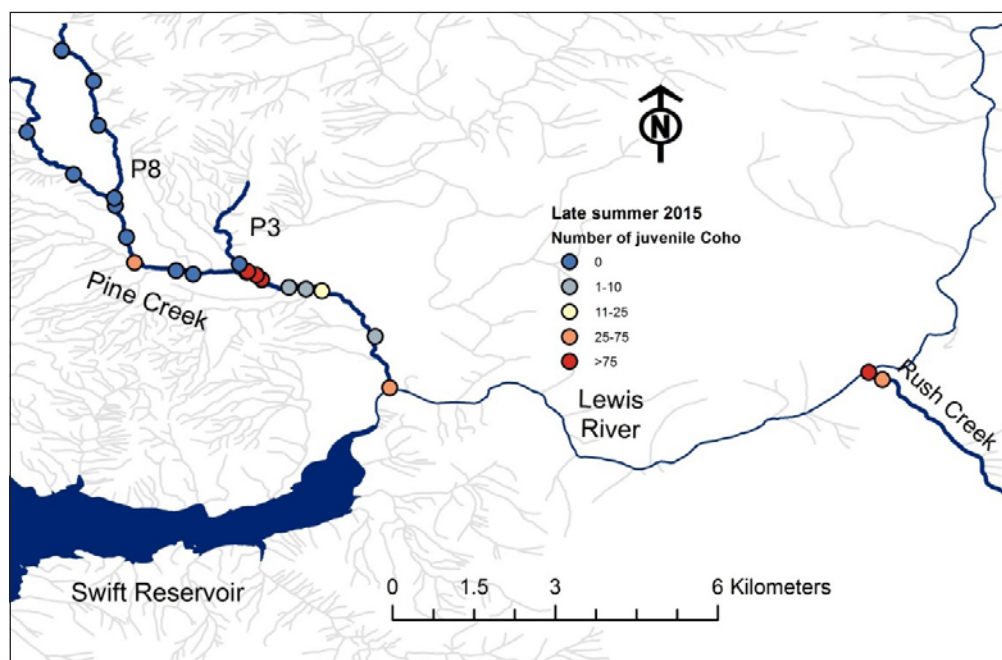 N
P8
P3
Pine Creek
Late summer 2015
Number of juvenile Coho
0
1-10
11-25
25-75
>75
Lewis
River
Rush Creek
Swift Reservoir
0 1.5 3 6 Kilometers